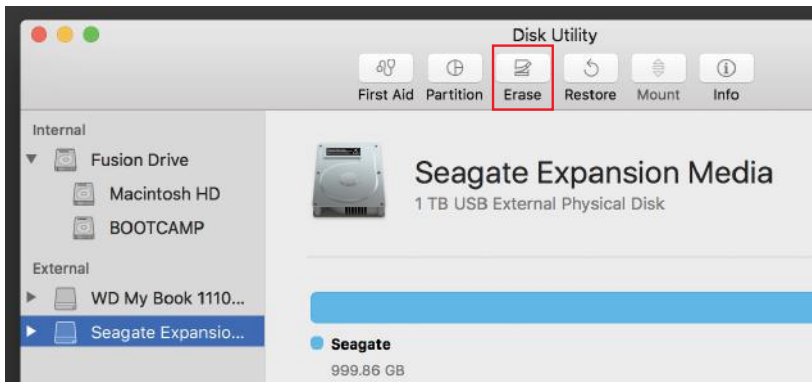 Disk Utility
First Aid Partition Erase Restore Mount Info
Internal
Fusion Drive
Macintosh HD
BOOTCAMP
External
WD My Book 1110...
Seagate Expansio...
Seagate Expansion Media
1 TB USB External Physical Disk
Seagate
999.86 GB